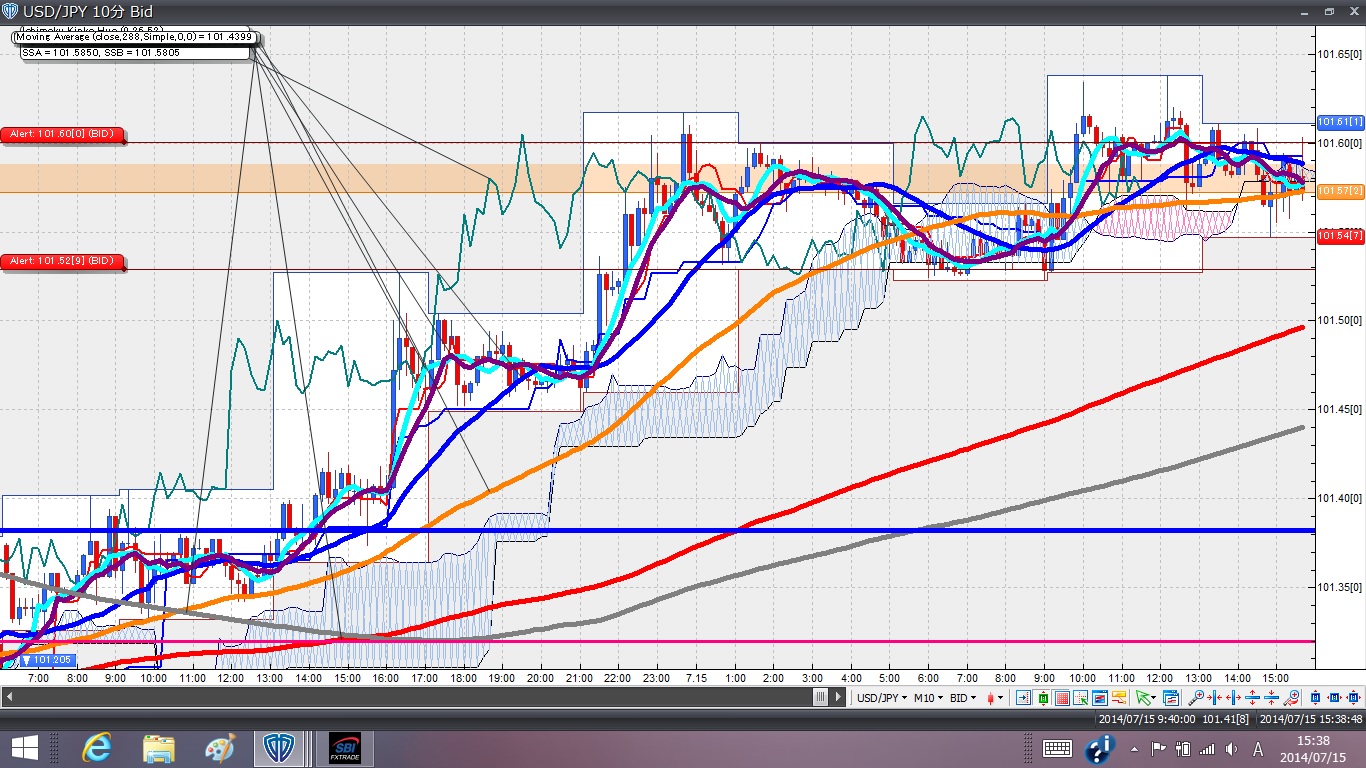 USD/JPY 10分 Bid
Moving Average (close,288,Simple,0,0) = 101.4399
SSA = 101.5850, SSB = 101.5805
101.65[0]
101.61[1]
Alert: 101.60[0] (BID)
101.60[0]
101.57[2]
101.54[7]
Alert: 101.52[9] (BID)
101.50[0]
101.45[0]
101.40[0]
101.35[0]
▼ 101.205
7:00 8:00 9:00 10:00 11:00 12:00 13:00 14:00 15:00 16:00 17:00 18:00 19:00 20:00 21:00 22:00 23:00 7.15 1:00 2:00 3:00 4:00 5:00 6:00 7:00 8:00 9:00 10:00 11:00 12:00 13:00 14:00 15:00
USD/JPY M10 BID
2014/07/15 9:40:00 101.41[8] 2014/07/15 15:38:48
SBI
FXTRADE
A
15:38
2014/07/15